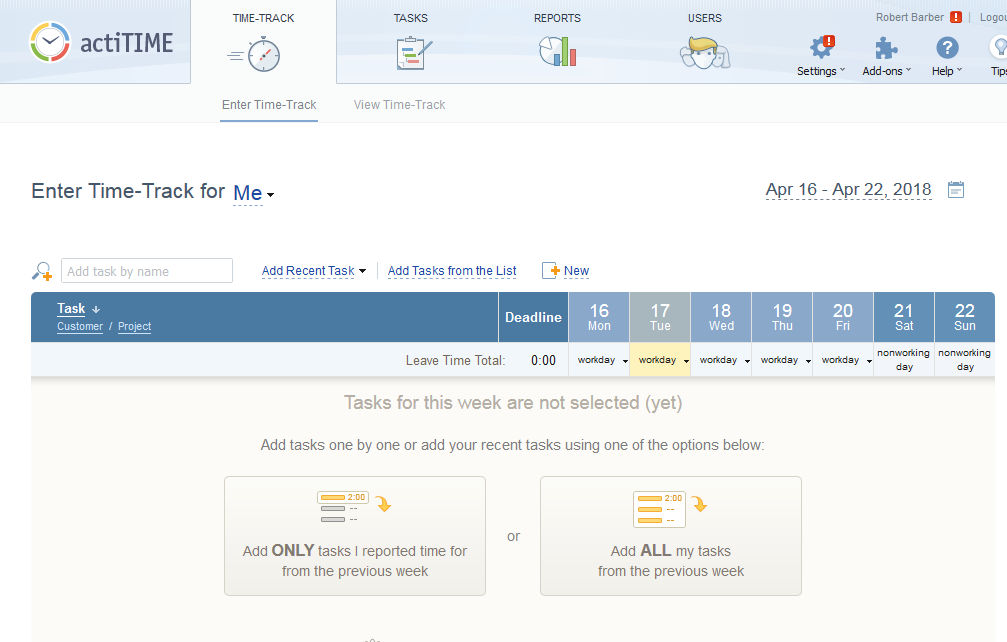 actiTIME
TIME-TRACK
TASKS
REPORTS
USERS
Robert Barber ! | Logou
Settings
Add-ons
Help
Tips
Enter Time-Track
View Time-Track
Enter Time-Track for Me
Apr 16 - Apr 22, 2018
Add task by name
Add Recent Task
Add Tasks from the List
New
Task
Customer / Project
Deadline
16 17 18 19 20 21 22
Mon Tue Wed Thu Fri Sat Sun
Leave Time Total: 0:00
workday workday workday workday workday nonworking day nonworking day
Tasks for this week are not selected (yet)
Add tasks one by one or add your recent tasks using one of the options below:
2:00
--
--
Add ONLY tasks I reported time for
from the previous week
or
2:00
--
--
Add ALL my tasks
from the previous week